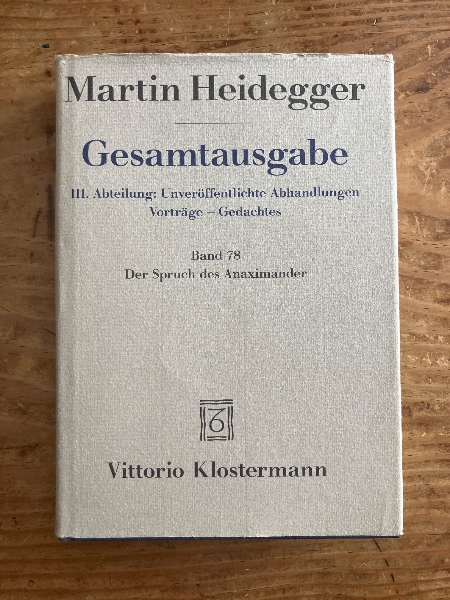 Martin Heidegger
Gesamtausgabe
III. Abteilung: Unveröffentlichte Abhandlungen
Vorträge – Gedachtes
Band 78
Der Spruch des Anaximander
Vittorio Klostermann